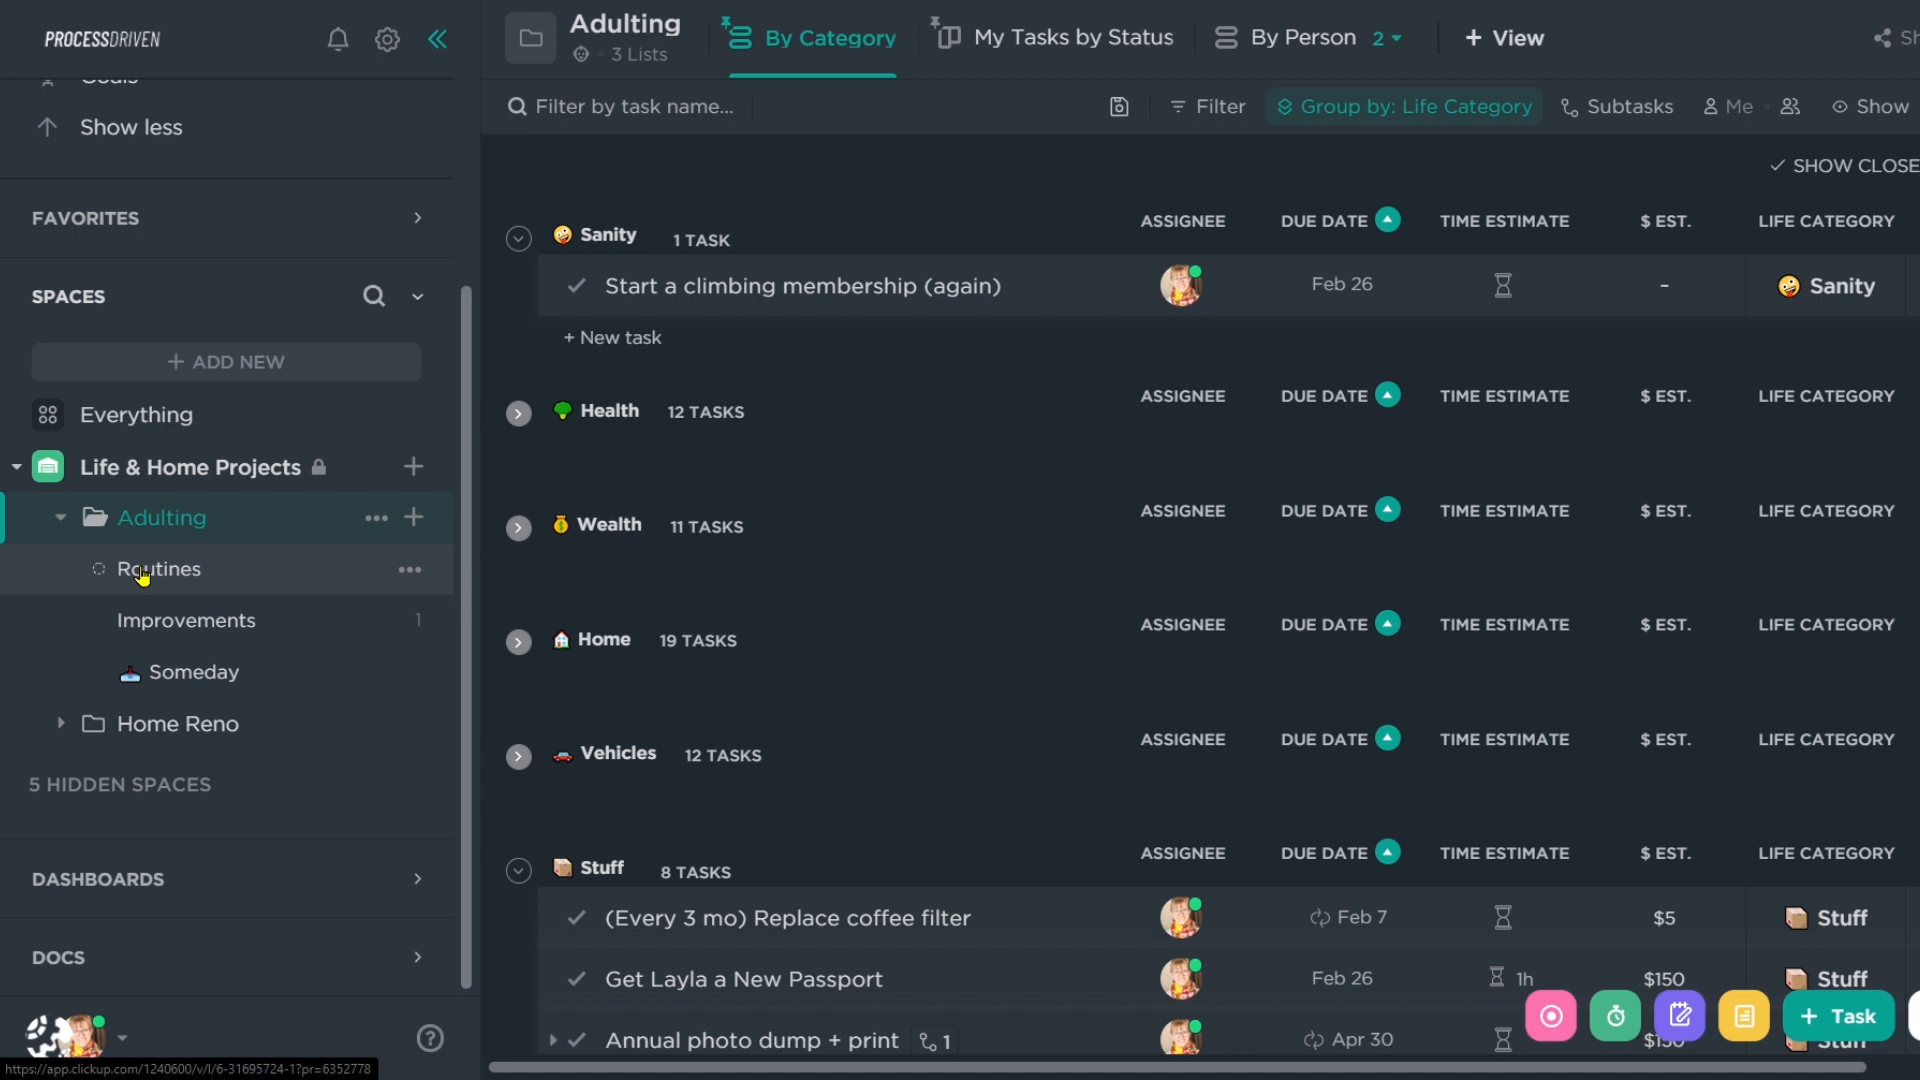 PROCESSDRIVEN
Goals
Show less
FAVORITES
SPACES
+ ADD NEW
Everything
Life & Home Projects
Adulting
Routines
Improvements 1
Someday
Home Reno
5 HIDDEN SPACES
DASHBOARDS
DOCS
https://app.clickup.com/1240600/v/l/6-31695724-1?pr=6352778
Adulting
3 Lists
By Category
My Tasks by Status
By Person 2
+ View
Sh
Filter by task name...
Filter
Group by: Life Category
Subtasks
Me
Show
SHOW CLOSE
Sanity 1 TASK ASSIGNEE DUE DATE TIME ESTIMATE $ EST. LIFE CATEGORY
Start a climbing membership (again) Feb 26 - Sanity
+ New task
Health 12 TASKS ASSIGNEE DUE DATE TIME ESTIMATE $ EST. LIFE CATEGORY
Wealth 11 TASKS ASSIGNEE DUE DATE TIME ESTIMATE $ EST. LIFE CATEGORY
Home 19 TASKS ASSIGNEE DUE DATE TIME ESTIMATE $ EST. LIFE CATEGORY
Vehicles 12 TASKS ASSIGNEE DUE DATE TIME ESTIMATE $ EST. LIFE CATEGORY
Stuff 8 TASKS ASSIGNEE DUE DATE TIME ESTIMATE $ EST. LIFE CATEGORY
(Every 3 mo) Replace coffee filter Feb 7 $5 Stuff
Get Layla a New Passport Feb 26 1h $150 Stuff
Annual photo dump + print 1 Apr 30 $150 Stuff
+ Task